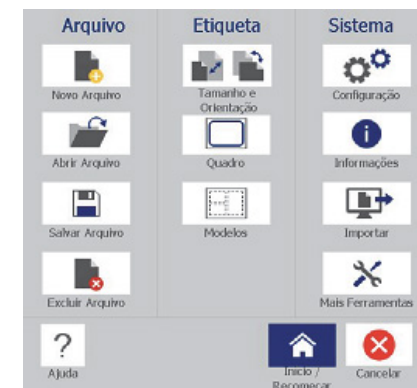 Arquivo
Etiqueta
Sistema
Novo Arquivo
Tamanho e
Orientação
Configuração
Abrir Arquivo
Quadro
Informações
Salvar Arquivo
Modelos
Importar
Excluir Arquivo
Mais Ferramentas
Ajuda
Início /
Recomeçar
Cancelar